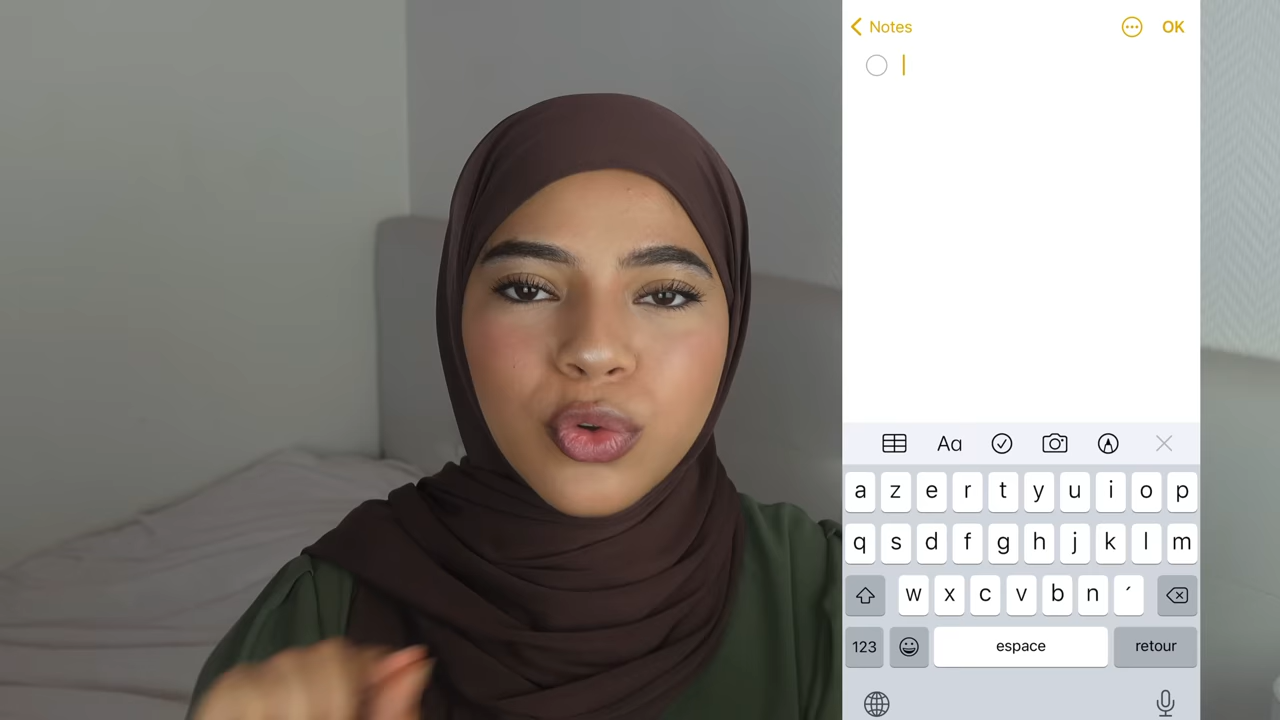 Notes OK
Aa
a z e r t y u i o p
q s d f g h j k l m
w x c v b n ´
123 espace retour